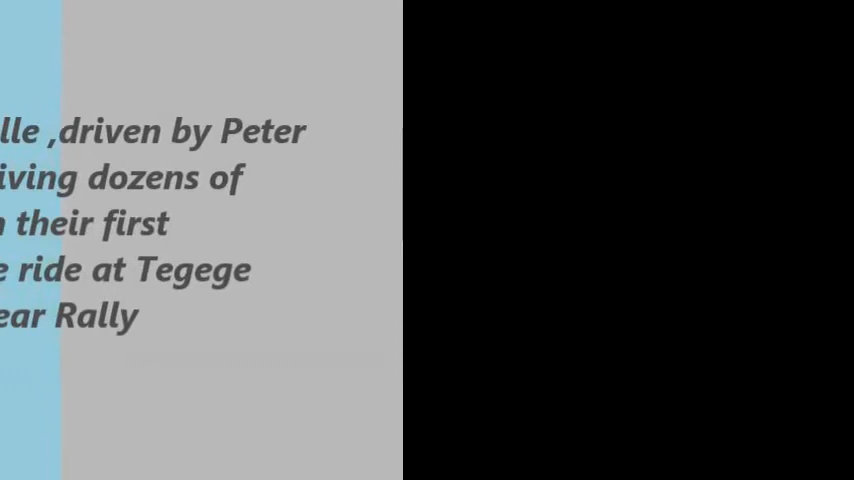 lle ,driven by Peter
iving dozens of
their first
ride at Tegege
ear Rally